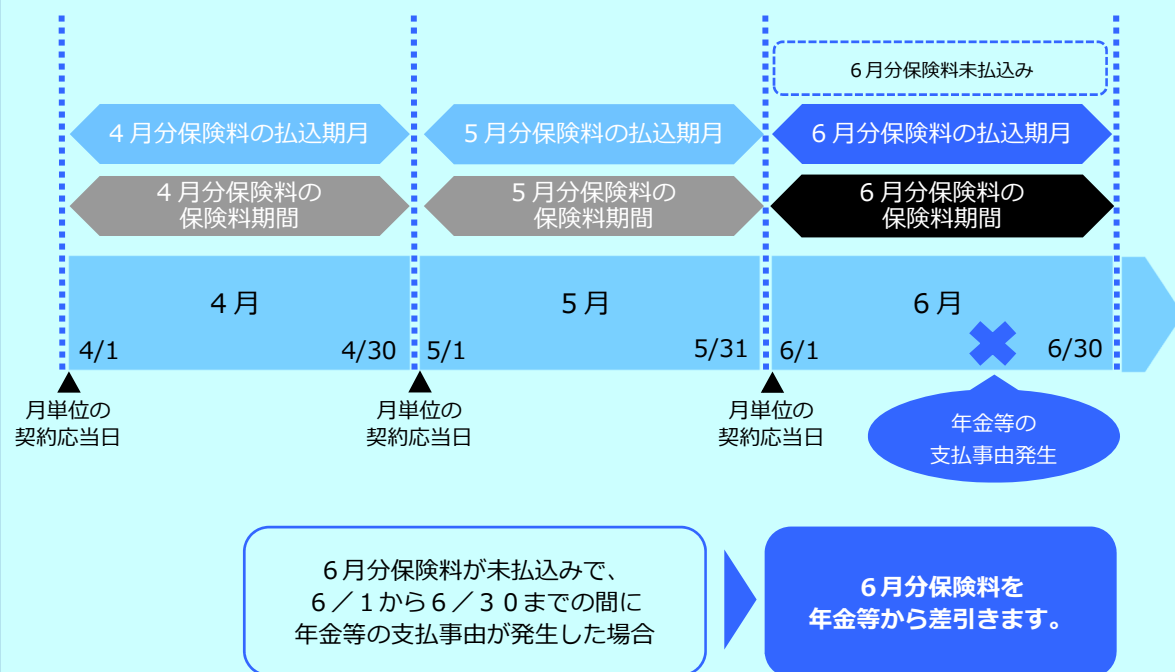 6月分保険料未払込み
4月分保険料の払込期月
5月分保険料の払込期月
6月分保険料の払込期月
4月分保険料の
保険料期間
5月分保険料の
保険料期間
6月分保険料の
保険料期間
4月
5月
6月
4/1
4/30
5/1
5/31
6/1
6/30
月単位の
契約応当日
月単位の
契約応当日
月単位の
契約応当日
年金等の
支払事由発生
6月分保険料が未払込みで、
6／1から6／30までの間に
年金等の支払事由が発生した場合
6月分保険料を
年金等から差引きます。